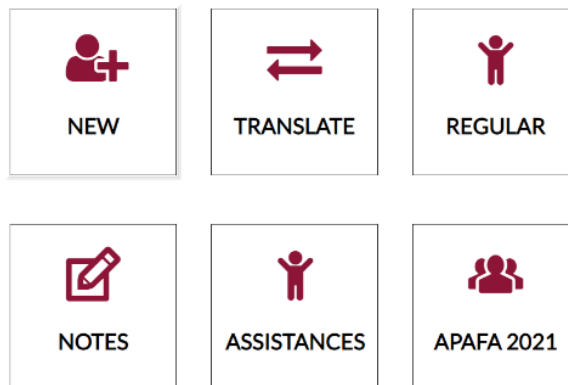 NEW
TRANSLATE
REGULAR
NOTES
ASSISTANCES
APAFA 2021